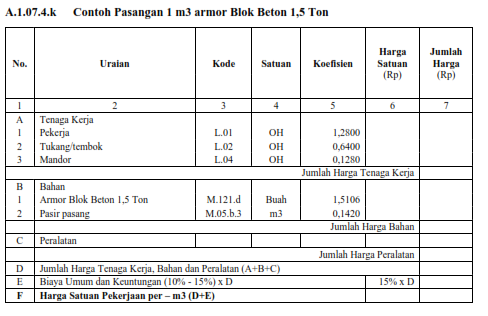 A.1.07.4.k Contoh Pasangan 1 m3 armor Blok Beton 1,5 Ton
No. Uraian Kode Satuan Koefisien Harga Satuan (Rp) Jumlah Harga (Rp)
1 2 3 4 5 6 7
A Tenaga Kerja
1 Pekerja L.01 OH 1,2800
2 Tukang/tembok L.02 OH 0,6400
3 Mandor L.04 OH 0,1280
Jumlah Harga Tenaga Kerja
B Bahan
1 Armor Blok Beton 1,5 Ton M.121.d Buah 1,5106
2 Pasir pasang M.05.b.3 m3 0,1420
Jumlah Harga Bahan
C Peralatan
Jumlah Harga Peralatan
D Jumlah Harga Tenaga Kerja, Bahan dan Peralatan (A+B+C)
E Biaya Umum dan Keuntungan (10% - 15%) x D 15% x D
F Harga Satuan Pekerjaan per – m3 (D+E)